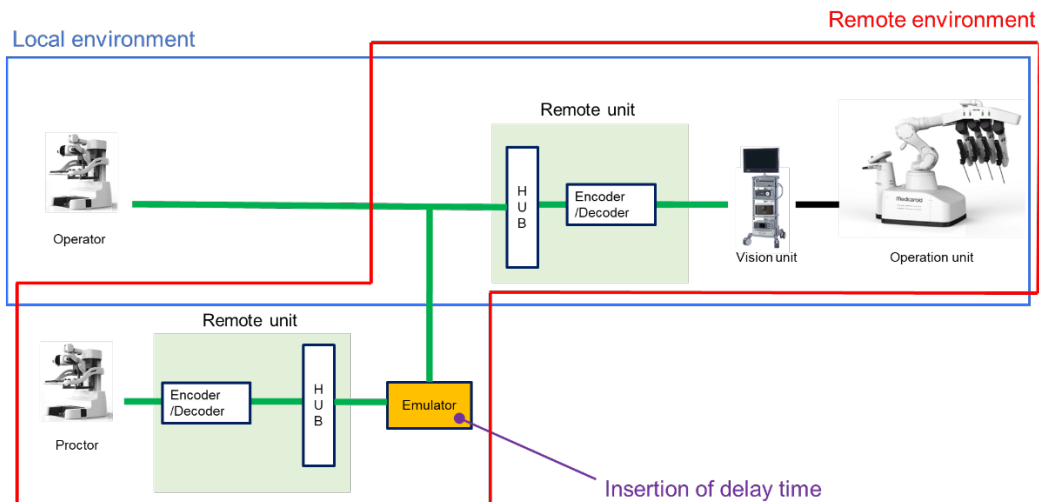 Remote environment
Local environment
Remote unit
H
U
B
Encoder
/Decoder
Medicaroid
Operator
Vision unit
Operation unit
Remote unit
Encoder
/Decoder
H
U
B
Emulator
Proctor
Insertion of delay time